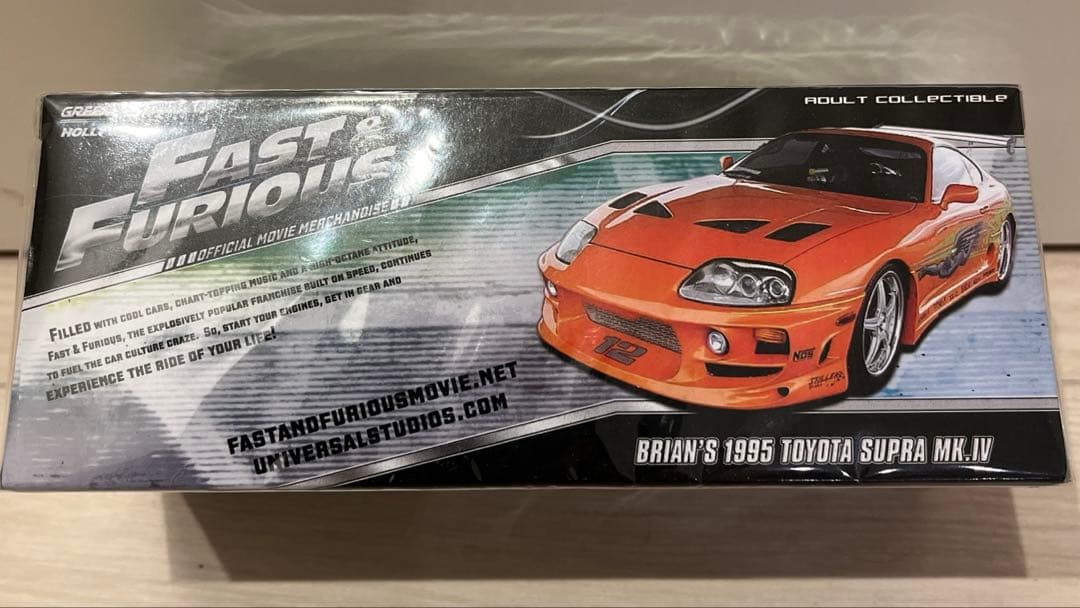 ADULT COLLECTIBLE
FAST &
FURIOUS
OFFICIAL MOVIE MERCHANDISE
FILLED WITH COOL CARS, CHART-TOPPING MUSIC AND A HIGH-OCTANE ATTITUDE,
FAST & FURIOUS, THE EXPLOSIVELY POPULAR FRANCHISE BUILT ON SPEED, CONTINUES
TO FUEL THE CAR CULTURE CRAZE. SO, START YOUR ENGINES, GET IN GEAR AND
EXPERIENCE THE RIDE OF YOUR LIFE!
FASTANDFURIOUSMOVIE.NET
UNIVERSALSTUDIOS.COM
12
NOS
BRIAN'S 1995 TOYOTA SUPRA MK.IV